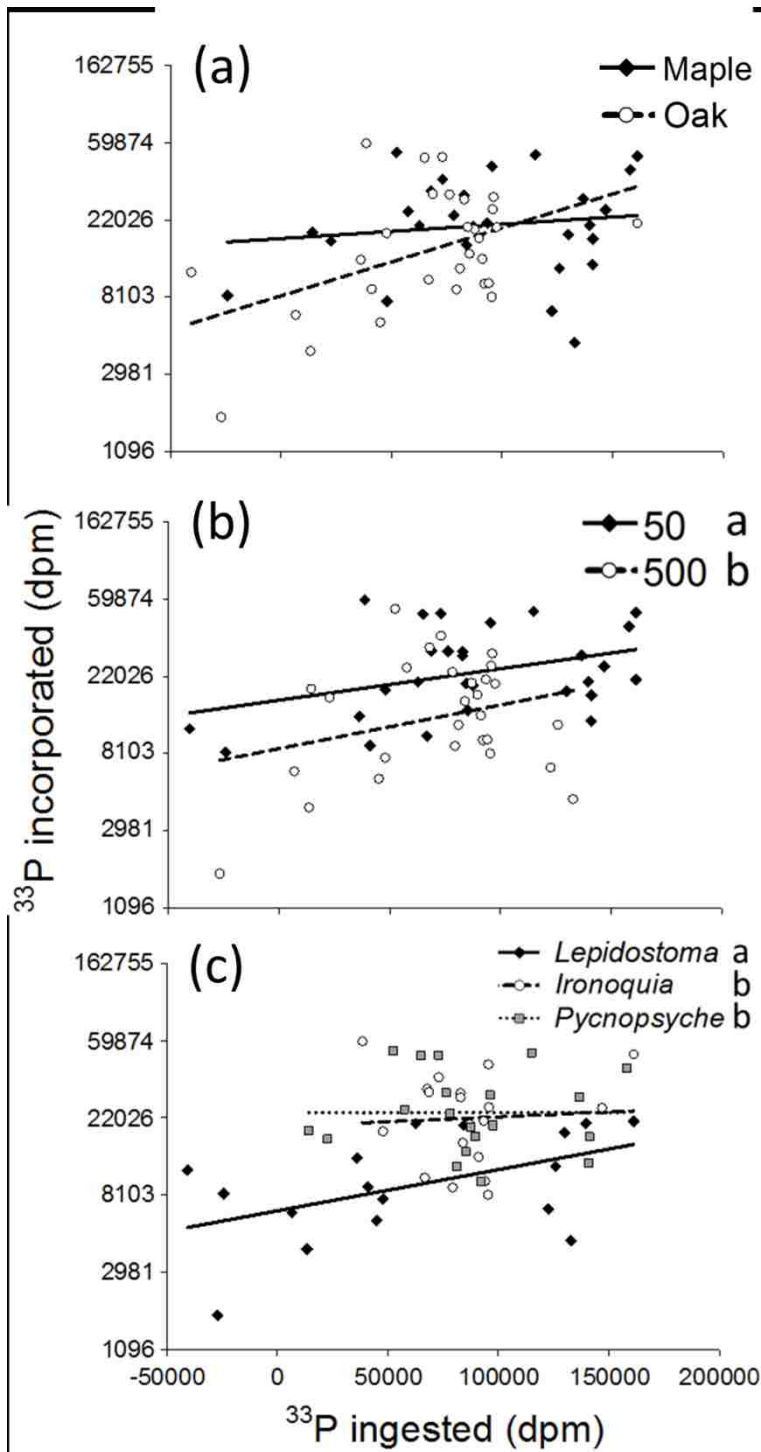 (a)
Maple
Oak
162755
59874
22026
8103
2981
1096
(b)
50 a
500 b
162755
59874
22026
8103
2981
1096
³³P incorporated (dpm)
(c)
Lepidostoma a
Ironoquia b
Pycnopsyche b
162755
59874
22026
8103
2981
1096
-50000 0 50000 100000 150000 200000
³³P ingested (dpm)